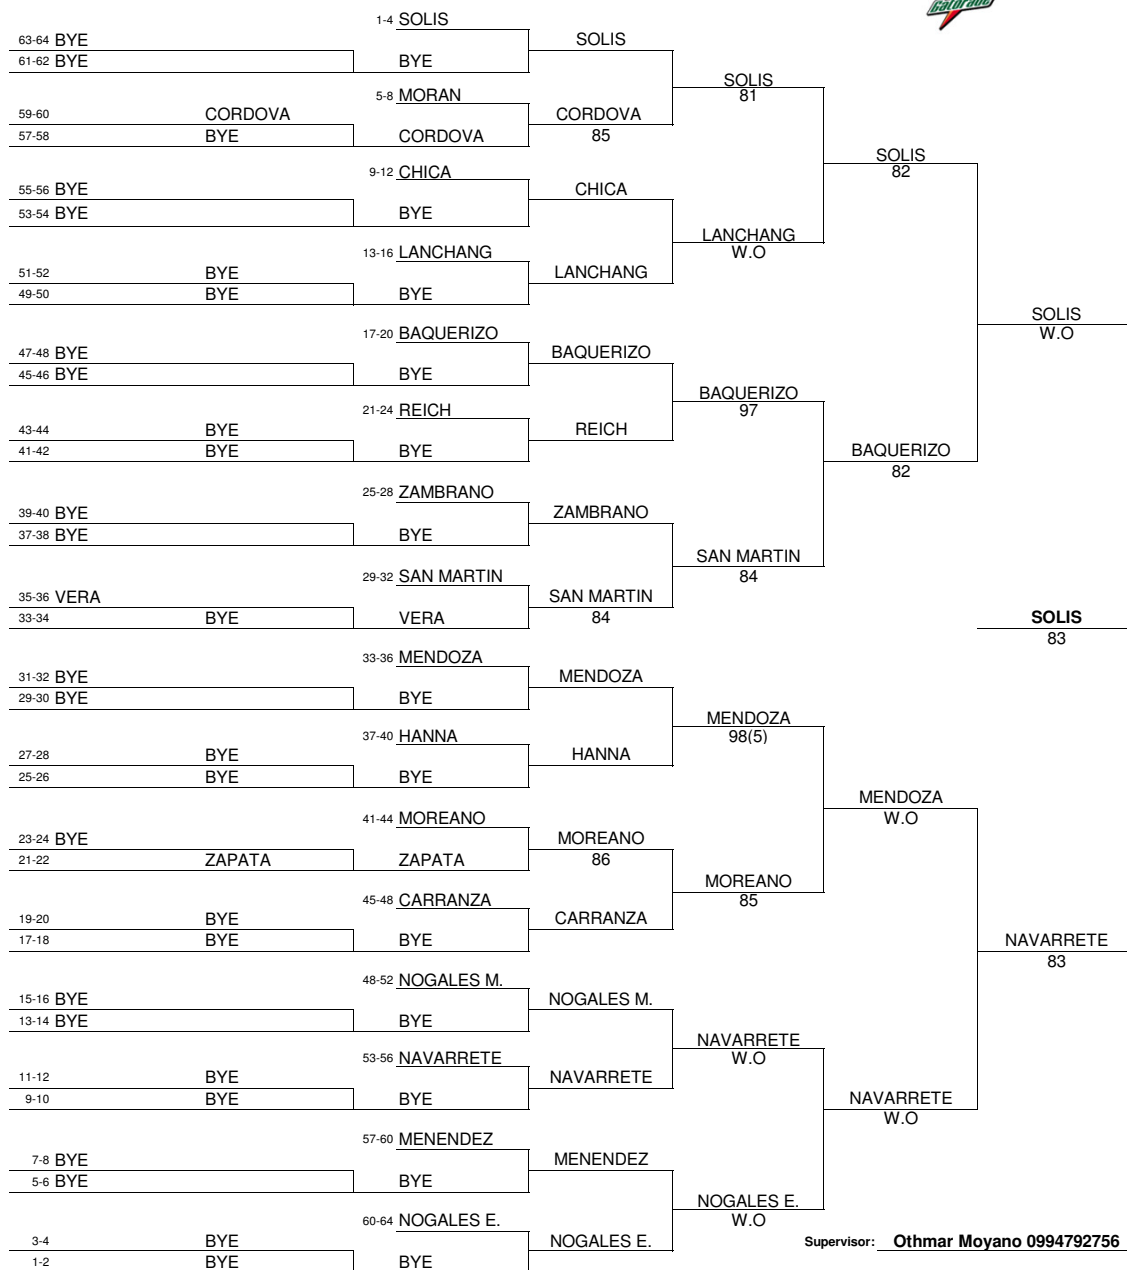 Gatorade
1-4 SOLIS
63-64 BYE
SOLIS
61-62 BYE
BYE
SOLIS
81
5-8 MORAN
59-60 CORDOVA
CORDOVA
57-58 BYE
CORDOVA
85
SOLIS
82
9-12 CHICA
55-56 BYE
CHICA
53-54 BYE
BYE
LANCHANG
W.O
13-16 LANCHANG
51-52 BYE
LANCHANG
49-50 BYE
BYE
SOLIS
W.O
17-20 BAQUERIZO
47-48 BYE
BAQUERIZO
45-46 BYE
BYE
BAQUERIZO
97
21-24 REICH
43-44 BYE
REICH
41-42 BYE
BYE
BAQUERIZO
82
25-28 ZAMBRANO
39-40 BYE
ZAMBRANO
37-38 BYE
BYE
SAN MARTIN
84
29-32 SAN MARTIN
35-36 VERA
SAN MARTIN
33-34 BYE
VERA
84
SOLIS
83
33-36 MENDOZA
31-32 BYE
MENDOZA
29-30 BYE
BYE
MENDOZA
98(5)
37-40 HANNA
27-28 BYE
HANNA
25-26 BYE
BYE
MENDOZA
W.O
41-44 MOREANO
23-24 BYE
MOREANO
21-22 ZAPATA
ZAPATA
86
MOREANO
85
45-48 CARRANZA
19-20 BYE
CARRANZA
17-18 BYE
BYE
NAVARRETE
83
48-52 NOGALES M.
15-16 BYE
NOGALES M.
13-14 BYE
BYE
NAVARRETE
W.O
53-56 NAVARRETE
11-12 BYE
NAVARRETE
9-10 BYE
BYE
NAVARRETE
W.O
57-60 MENENDEZ
7-8 BYE
MENENDEZ
5-6 BYE
BYE
NOGALES E.
W.O
60-64 NOGALES E.
3-4 BYE
NOGALES E.
Supervisor: Othmar Moyano 0994792756
1-2 BYE
BYE